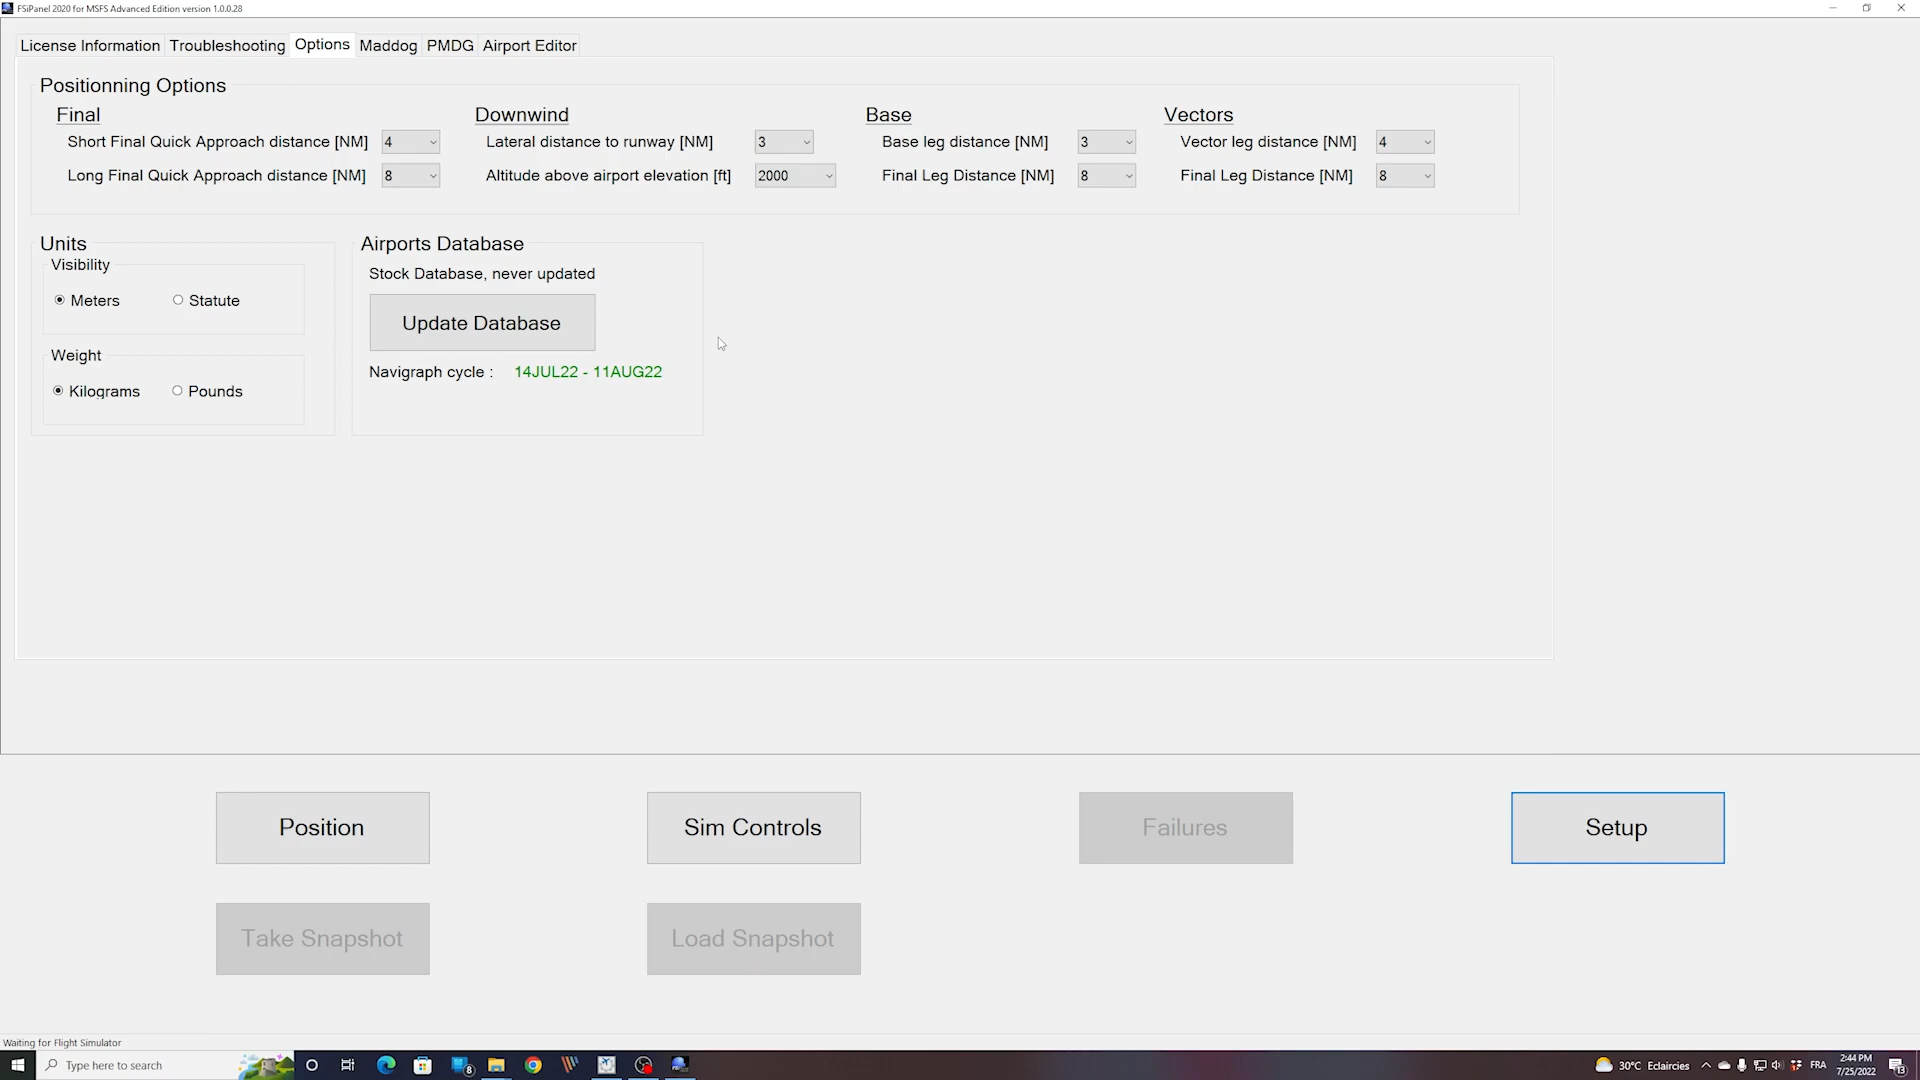 FSiPanel 2020 for MSFS Advanced Edition version 1.0.0.28
License Information Troubleshooting Options Maddog PMDG Airport Editor
Positionning Options
Final Downwind Base Vectors
Short Final Quick Approach distance [NM] 4 Lateral distance to runway [NM] 3 Base leg distance [NM] 3 Vector leg distance [NM] 4
Long Final Quick Approach distance [NM] 8 Altitude above airport elevation [ft] 2000 Final Leg Distance [NM] 8 Final Leg Distance [NM] 8
Units Airports Database
Visibility
Stock Database, never updated
Meters Statute
Update Database
Weight
Navigraph cycle : 14JUL22 - 11AUG22
Kilograms Pounds
Position Sim Controls Failures Setup
Take Snapshot Load Snapshot
Waiting for Flight Simulator
Type here to search 8 30°C Eclaircies FRA 2:44 PM
7/25/2022 13